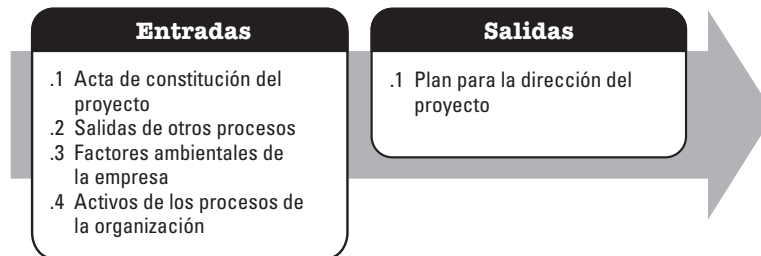 Entradas
.1 Acta de constitución del
proyecto
.2 Salidas de otros procesos
.3 Factores ambientales de
la empresa
.4 Activos de los procesos de
la organización
Salidas
.1 Plan para la dirección del
proyecto